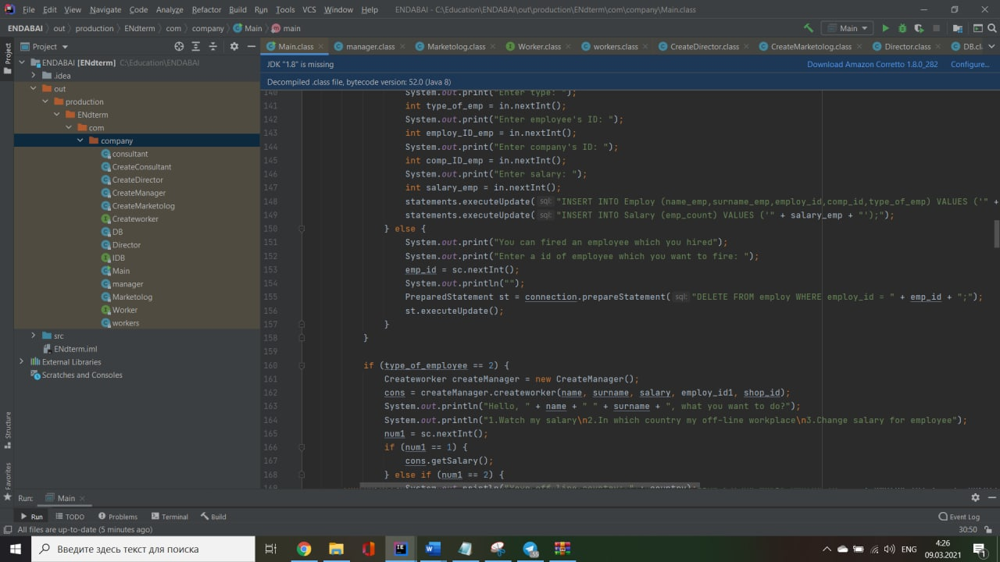 File Edit View Navigate Code Analyze Refactor Build Run Tools VCS Window Help ENDABAI - C:\Education\ENDABAI\out\production\ENdterm\com\company\Main.class
ENDABAI out production ENdterm com company Main main Main
Project
Main.class manager.class Marketolog.class Worker.class workers.class CreateDirector.class CreateMarketolog.class Director.class DB.cl
JDK "1.8" is missing Download Amazon Corretto 1.8.0_282 Configure...
Decompiled .class file, bytecode version: 52.0 (Java 8)
Project
Structure
Favorites
ENDABAI [ENdterm] C:\Education\ENDABAI
.idea
out
production
ENdterm
com
company
consultant
CreateConsultant
CreateDirector
CreateManager
CreateMarketolog
Createworker
DB
Director
IDB
Main
manager
Marketolog
Worker
workers
src
ENdterm.iml
External Libraries
Scratches and Consoles
140 System.out.print("Enter type: ");
141 int type_of_emp = in.nextInt();
142 System.out.print("Enter employee's ID: ");
143 int employ_ID_emp = in.nextInt();
144 System.out.print("Enter company's ID: ");
145 int comp_ID_emp = in.nextInt();
146 System.out.print("Enter salary: ");
147 int salary_emp = in.nextInt();
148 statements.executeUpdate( sql: "INSERT INTO Employ (name_emp,surname_emp,employ_id,comp_id,type_of_emp) VALUES ('" +
149 statements.executeUpdate( sql: "INSERT INTO Salary (emp_count) VALUES ('" + salary_emp + "');");
150 } else {
151 System.out.print("You can fired an employee which you hired");
152 System.out.print("Enter a id of employee which you want to fire: ");
153 emp_id = sc.nextInt();
154 System.out.println("");
155 PreparedStatement st = connection.prepareStatement( sql: "DELETE FROM employ WHERE employ_id = " + emp_id + ";");
156 st.executeUpdate();
157 }
158 }
159
160 if (type_of_employee == 2) {
161 Createworker createManager = new CreateManager();
162 cons = createManager.createworker(name, surname, salary, employ_id1, shop_id);
163 System.out.println("Hello, " + name + " " + surname + ", what you want to do?");
164 System.out.println("1.Watch my salary\n2.In which country my off-line workplace\n3.Change salary for employee");
165 num1 = sc.nextInt();
166 if (num1 == 1) {
167 cons.getSalary();
168 } else if (num1 == 2) {
Run: Main
Run TODO Problems Terminal Build Event Log
All files are up-to-date (5 minutes ago) 30:50
Введите здесь текст для поиска ENG 4:26
09.03.2021